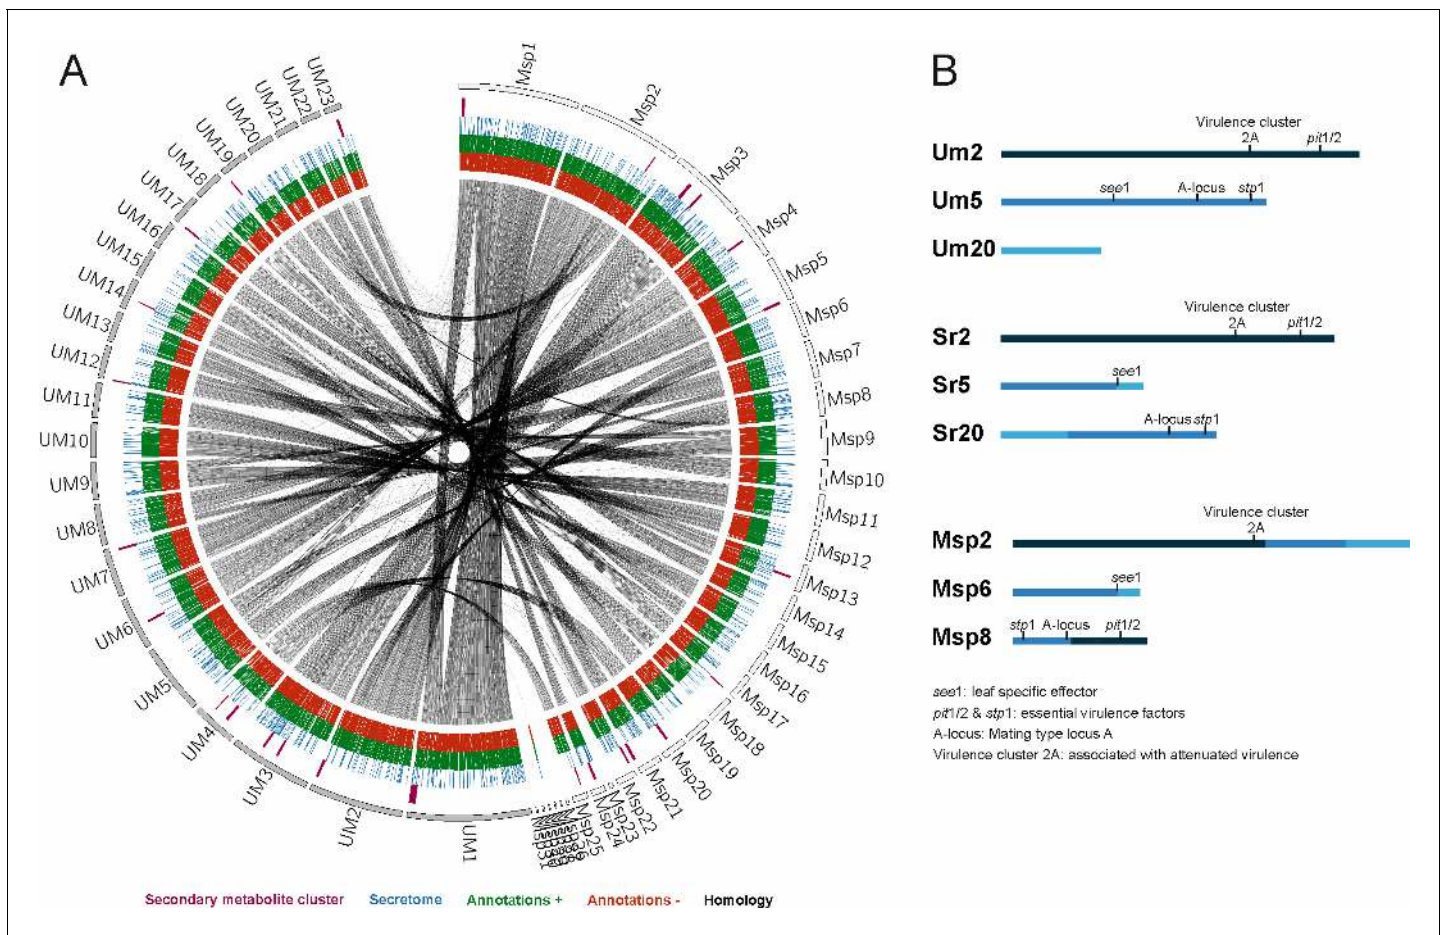 A
UM23
UM22
UM21
UM20
UM19
UM18
UM17
UM16
UM15
UM14
UM13
UM12
UM11
UM10
UM9
UM8
UM7
UM6
UM5
UM4
UM3
UM2
UM1
Msp1
Msp2
Msp3
Msp4
Msp5
Msp6
Msp7
Msp8
Msp9
Msp10
Msp11
Msp12
Msp13
Msp14
Msp15
Msp16
Msp17
Msp18
Msp19
Msp20
Msp21
Msp22
Msp23
Msp24
Msp25
Msp31
Secondary metabolite cluster Secretome Annotations + Annotations - Homology
B
Virulence cluster
2A pit1/2
Um2
see1 A-locus stp1
Um5
Um20
Virulence cluster
2A pit1/2
Sr2
see1
Sr5
A-locus stp1
Sr20
Virulence cluster
2A
Msp2
see1
Msp6
stp1 A-locus pit1/2
Msp8
see1: leaf specific effector
pit1/2 & stp1: essential virulence factors
A-locus: Mating type locus A
Virulence cluster 2A: associated with attenuated virulence